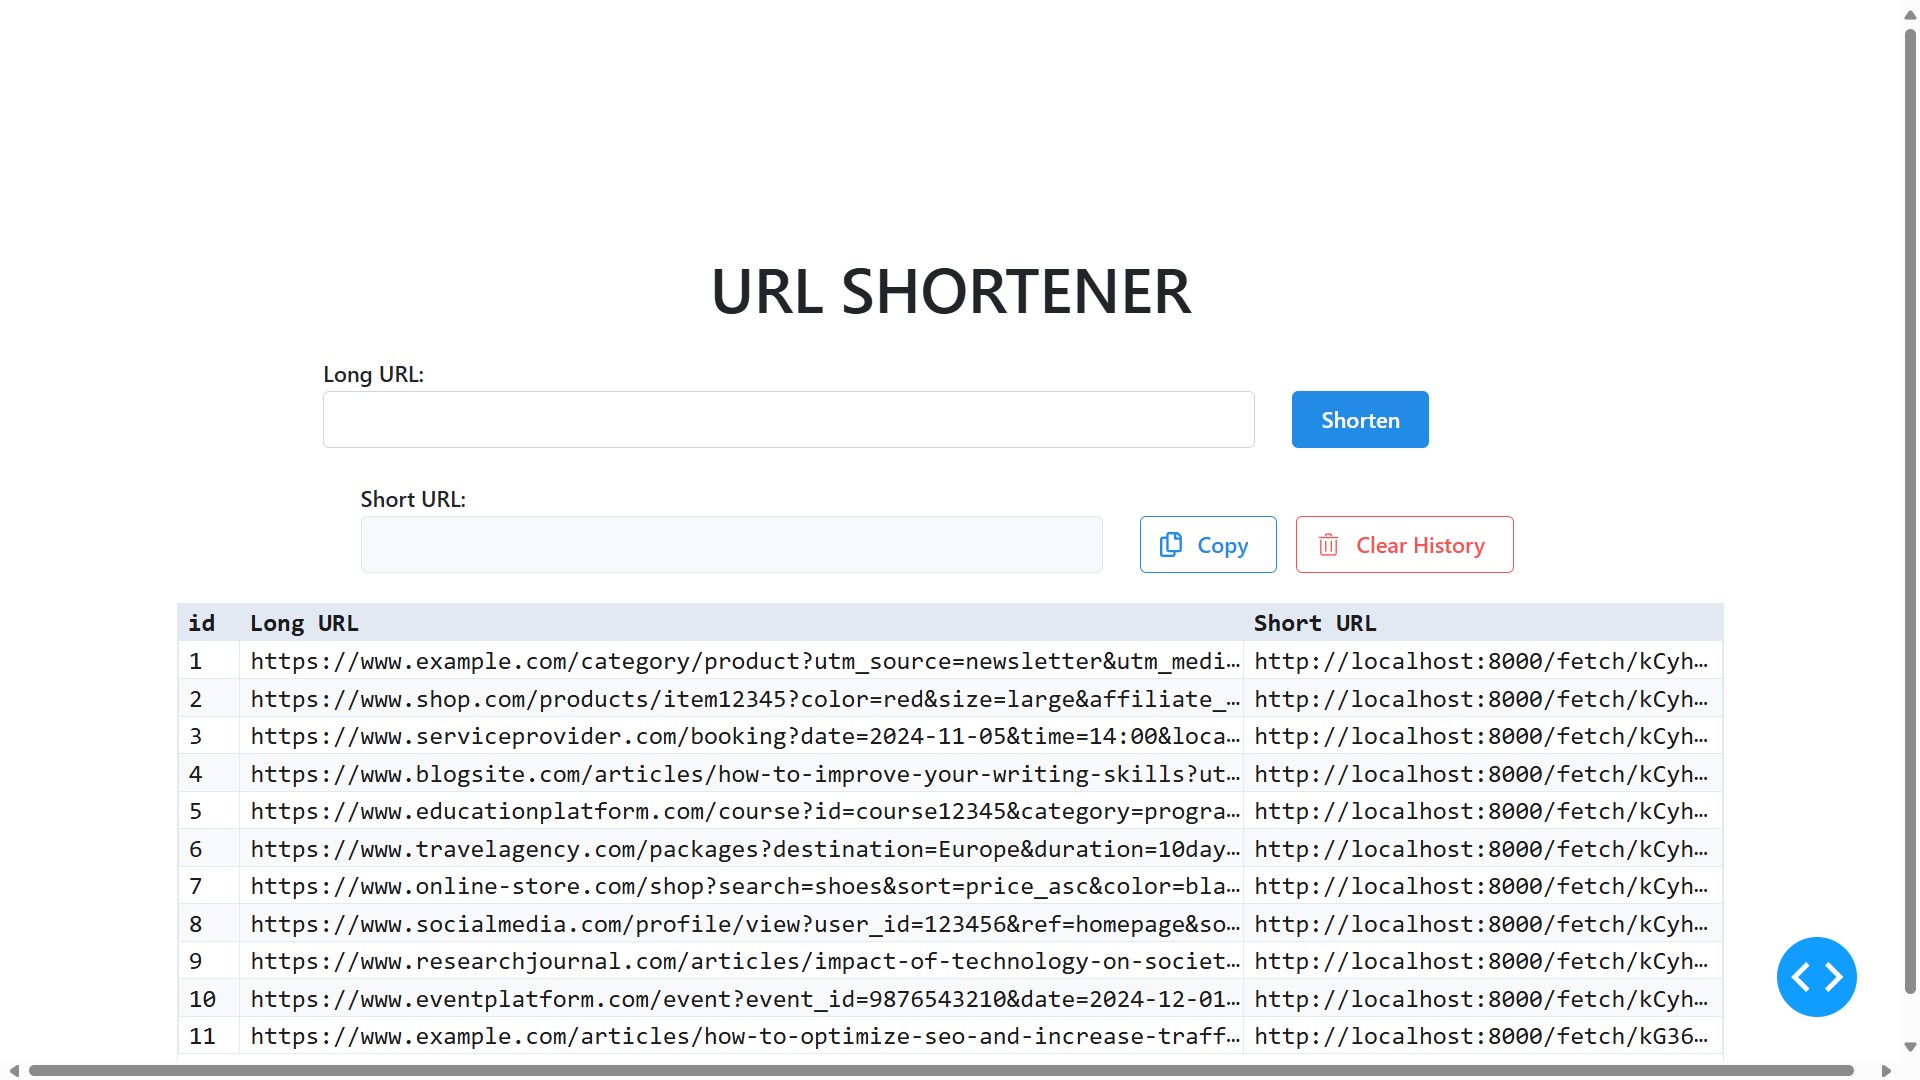 URL SHORTENER
Long URL:
Shorten
Short URL:
Copy Clear History
id Long URL Short URL
1 https://www.example.com/category/product?utm_source=newsletter&utm_medi… http://localhost:8000/fetch/kCyh…
2 https://www.shop.com/products/item12345?color=red&size=large&affiliate_… http://localhost:8000/fetch/kCyh…
3 https://www.serviceprovider.com/booking?date=2024-11-05&time=14:00&loca… http://localhost:8000/fetch/kCyh…
4 https://www.blogsite.com/articles/how-to-improve-your-writing-skills?ut… http://localhost:8000/fetch/kCyh…
5 https://www.educationplatform.com/course?id=course12345&category=progra… http://localhost:8000/fetch/kCyh…
6 https://www.travelagency.com/packages?destination=Europe&duration=10day… http://localhost:8000/fetch/kCyh…
7 https://www.online-store.com/shop?search=shoes&sort=price_asc&color=bla… http://localhost:8000/fetch/kCyh…
8 https://www.socialmedia.com/profile/view?user_id=123456&ref=homepage&so… http://localhost:8000/fetch/kCyh…
9 https://www.researchjournal.com/articles/impact-of-technology-on-societ… http://localhost:8000/fetch/kCyh…
10 https://www.eventplatform.com/event?event_id=9876543210&date=2024-12-01… http://localhost:8000/fetch/kCyh…
11 https://www.example.com/articles/how-to-optimize-seo-and-increase-traff… http://localhost:8000/fetch/kG36…